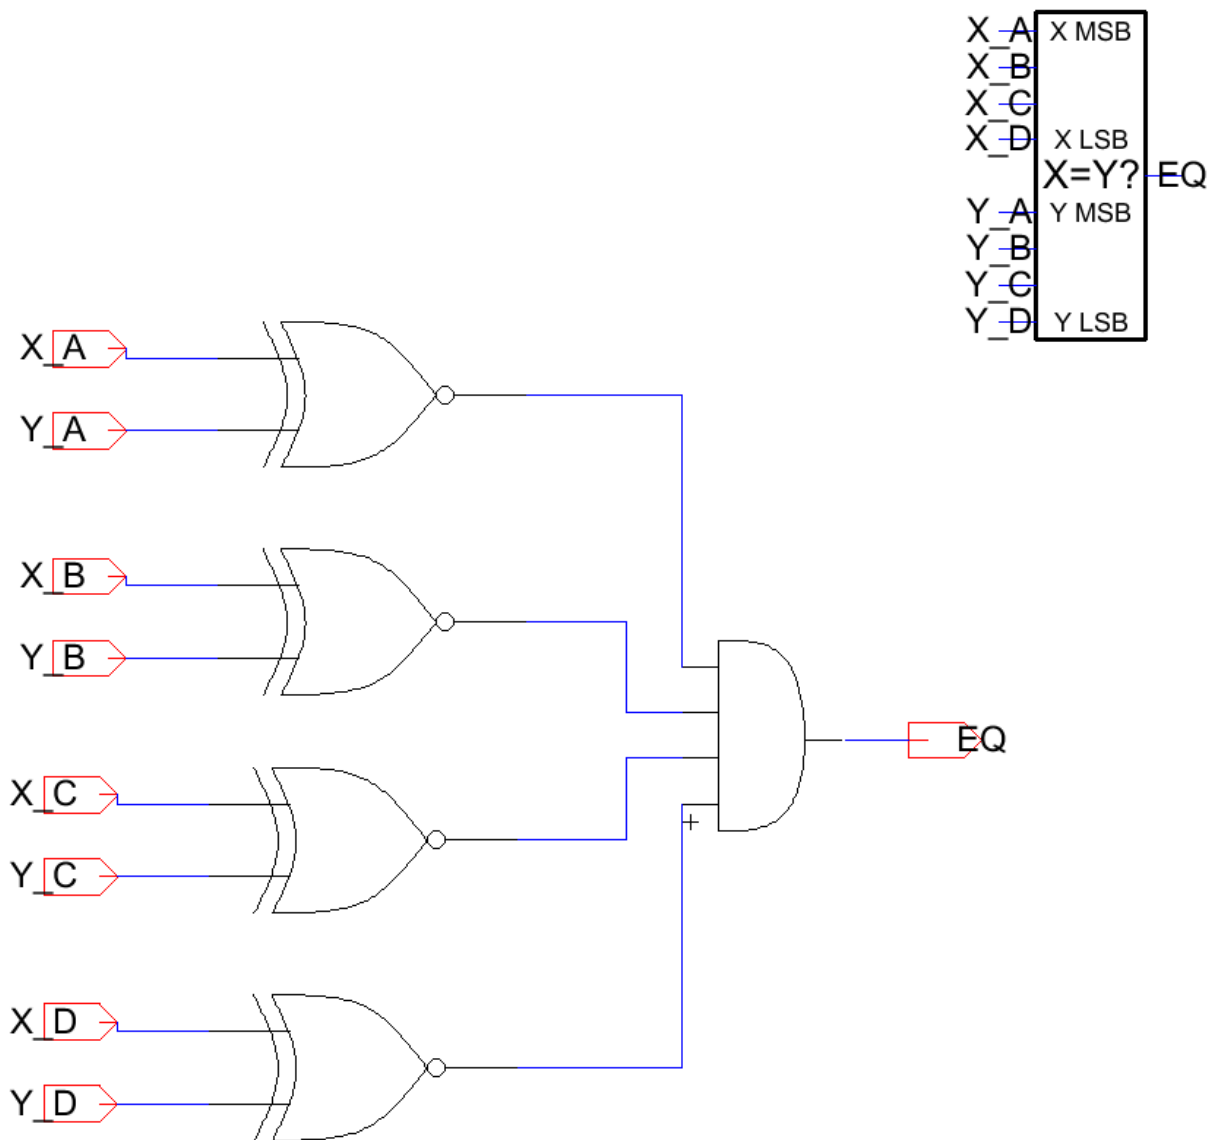 X_A X MSB
X_B
X_C
X_D X LSB
X=Y? EQ
Y_A Y MSB
Y_B
Y_C
Y_D Y LSB
X_A
Y_A
X_B
Y_B
EQ
X_C
Y_C
X_D
Y_D